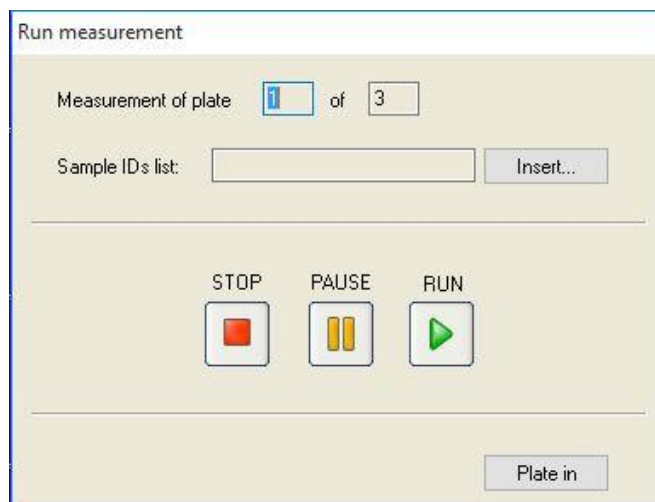 Run measurement
Measurement of plate 1 of 3
Sample IDs list: Insert...
STOP PAUSE RUN
Plate in